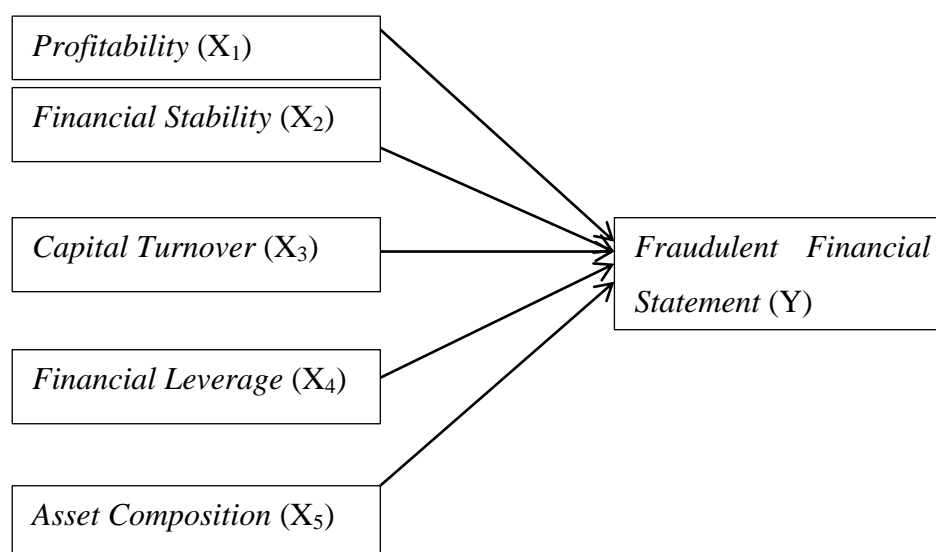 Profitability (X₁)
Financial Stability (X₂)
Capital Turnover (X₃)
Fraudulent Financial
Statement (Y)
Financial Leverage (X₄)
Asset Composition (X₅)